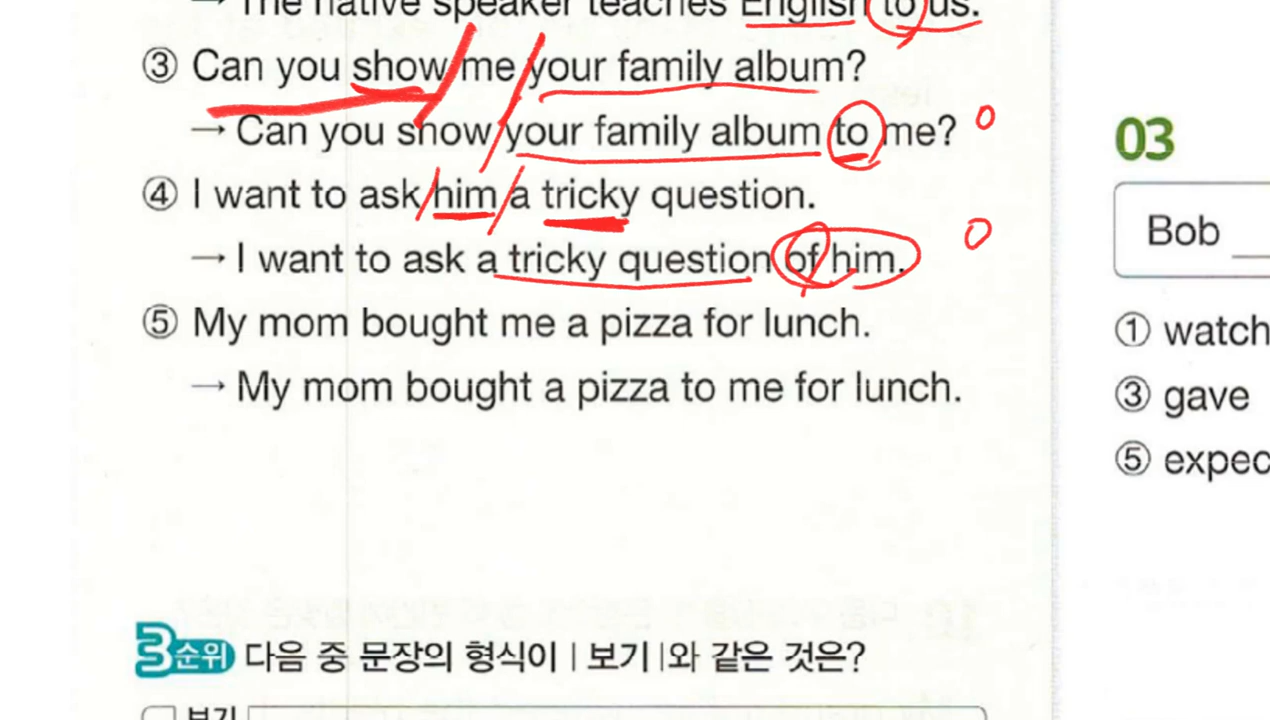 → The native speaker teaches English to us.
③ Can you show me your family album?
→ Can you show your family album to me?
④ I want to ask him a tricky question.
→ I want to ask a tricky question of him.
⑤ My mom bought me a pizza for lunch.
→ My mom bought a pizza to me for lunch.
3순위 다음 중 문장의 형식이 | 보기 |와 같은 것은?
보기
03
Bob
① watch
③ gave
⑤ expec